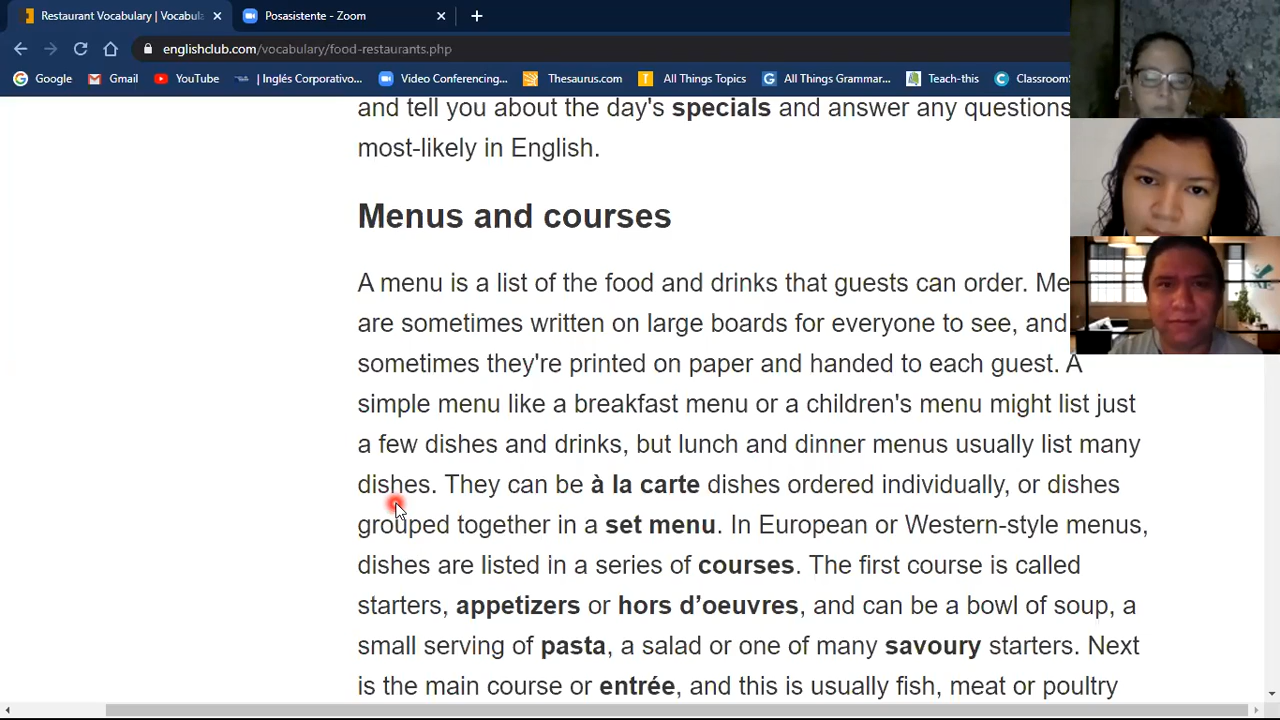 Restaurant Vocabulary | Vocabula
Posasistente - Zoom
englishclub.com/vocabulary/food-restaurants.php
Google Gmail YouTube | Inglés Corporativo... Video Conferencing... Thesaurus.com All Things Topics All Things Grammar... Teach-this ClassroomS
and tell you about the day's specials and answer any questions
most-likely in English.
Menus and courses
A menu is a list of the food and drinks that guests can order. Me
are sometimes written on large boards for everyone to see, and
sometimes they're printed on paper and handed to each guest. A
simple menu like a breakfast menu or a children's menu might list just
a few dishes and drinks, but lunch and dinner menus usually list many
dishes. They can be à la carte dishes ordered individually, or dishes
grouped together in a set menu. In European or Western-style menus,
dishes are listed in a series of courses. The first course is called
starters, appetizers or hors d’oeuvres, and can be a bowl of soup, a
small serving of pasta, a salad or one of many savoury starters. Next
is the main course or entrée, and this is usually fish, meat or poultry